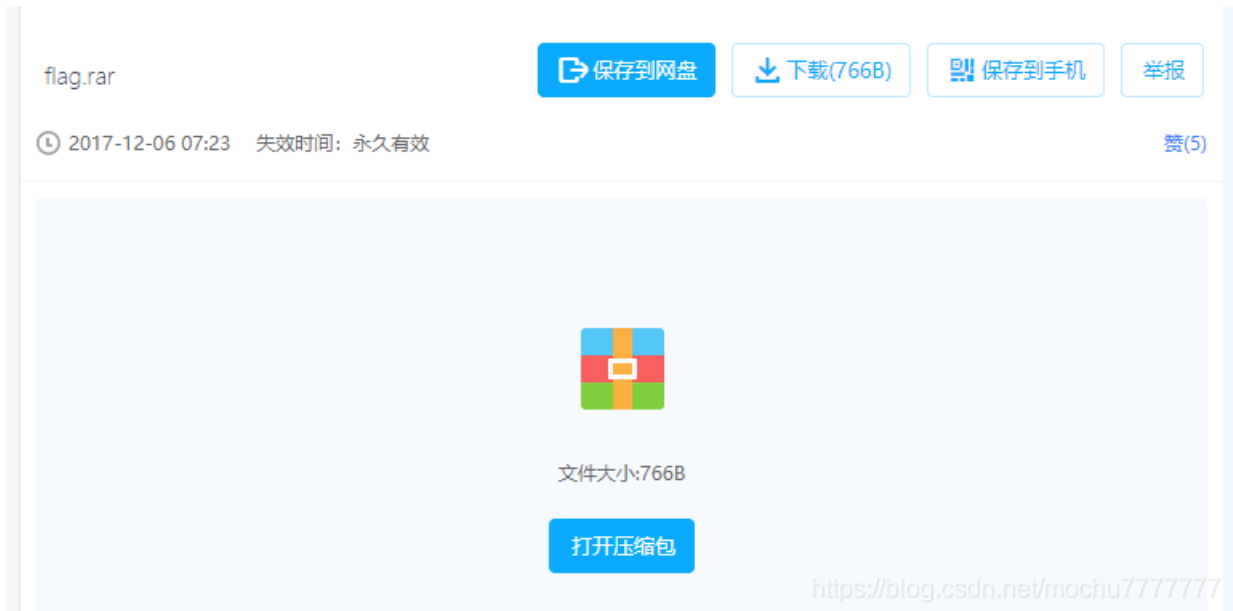 flag.rar
保存到网盘
下载(766B)
保存到手机
举报
2017-12-06 07:23 失效时间：永久有效
赞(5)
文件大小:766B
打开压缩包
https://blog.csdn.net/mochu7777777